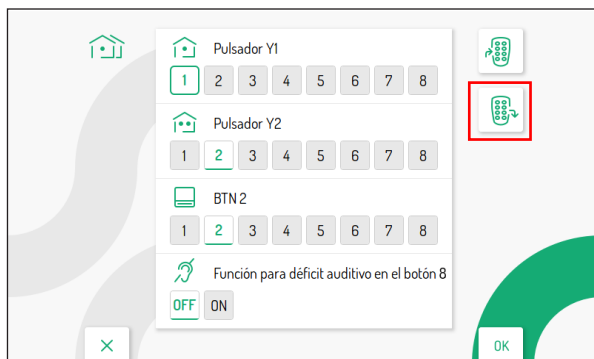 Pulsador Y1
1 2 3 4 5 6 7 8
Pulsador Y2
1 2 3 4 5 6 7 8
BTN 2
1 2 3 4 5 6 7 8
Función para déficit auditivo en el botón 8
OFF ON
OK